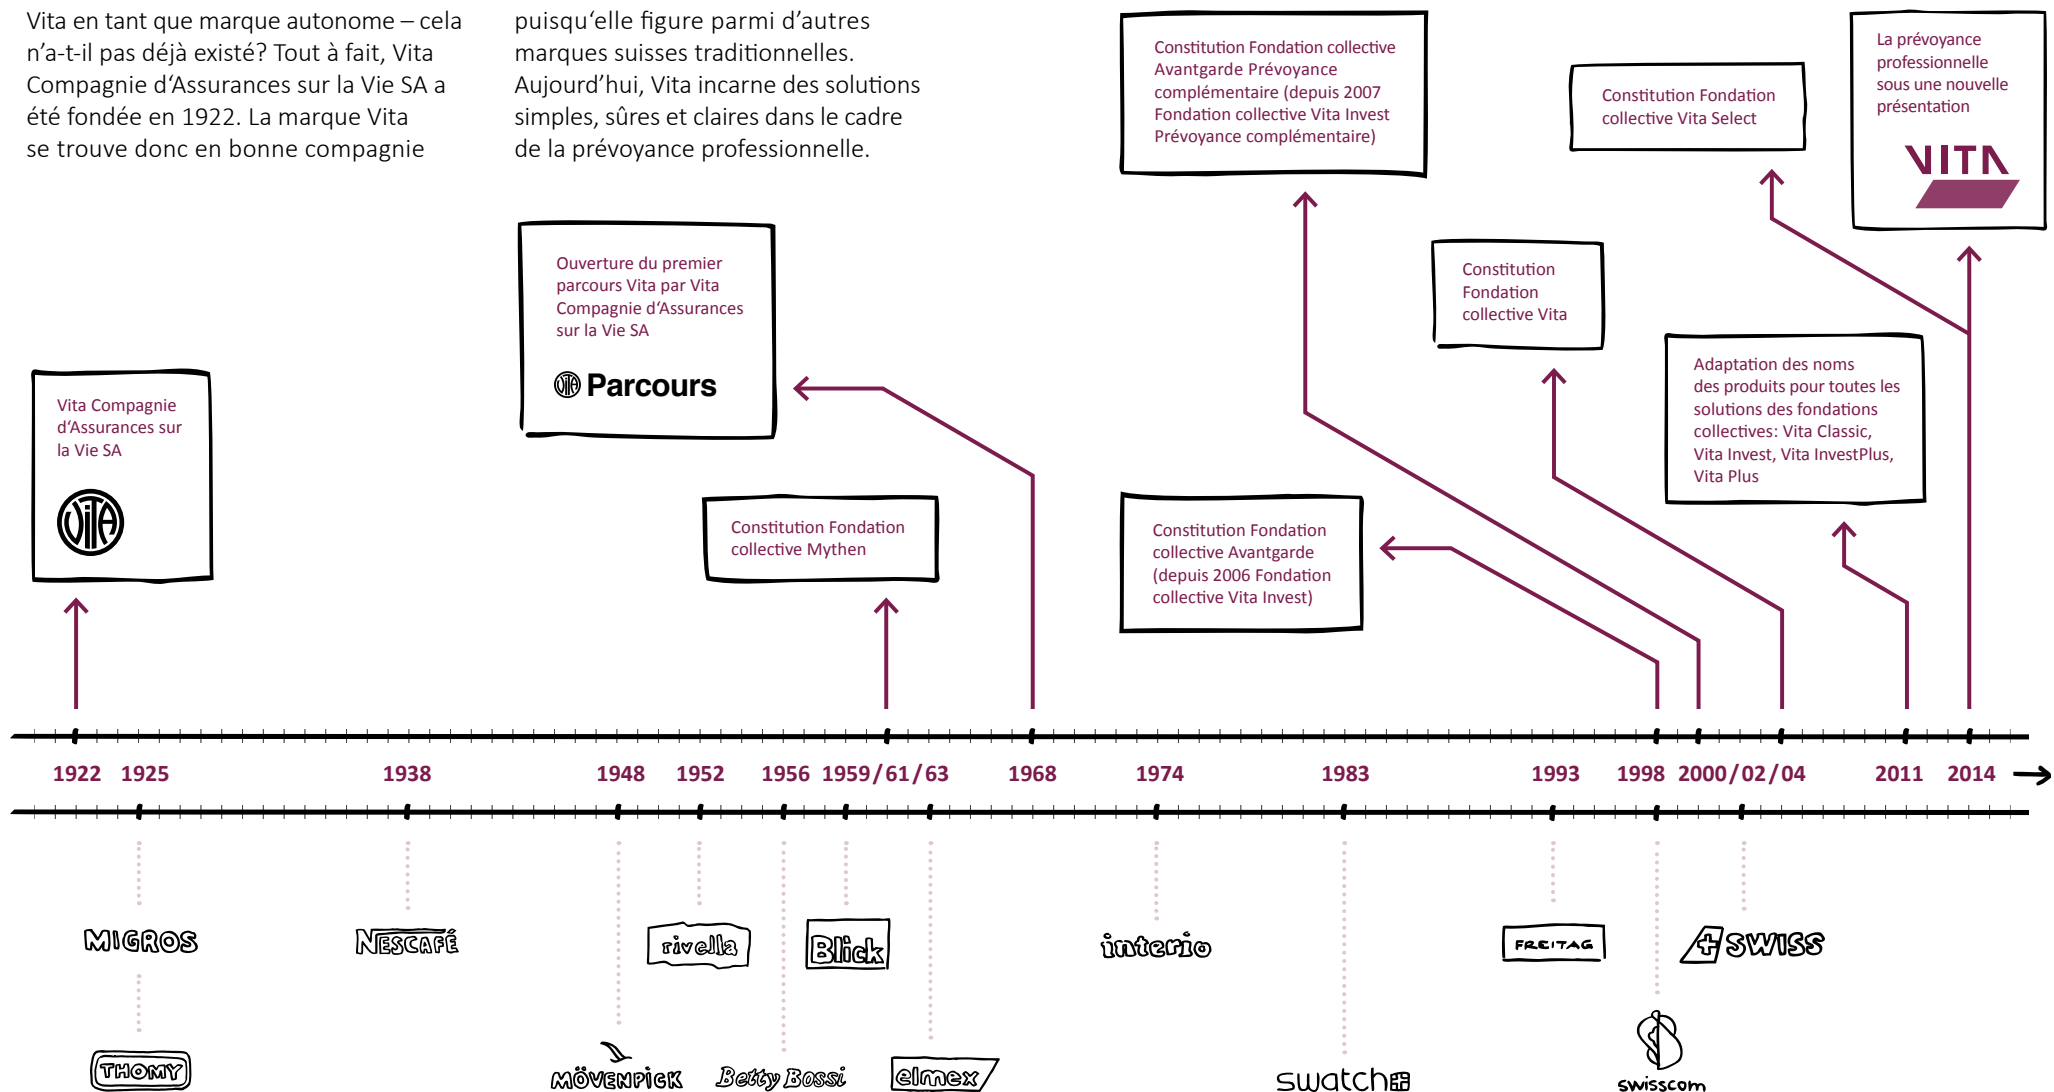 Vita en tant que marque autonome – cela
n’a-t-il pas déjà existé? Tout à fait, Vita
Compagnie d‘Assurances sur la Vie SA a
été fondée en 1922. La marque Vita
se trouve donc en bonne compagnie
puisqu‘elle figure parmi d’autres
marques suisses traditionnelles.
Aujourd’hui, Vita incarne des solutions
simples, sûres et claires dans le cadre
de la prévoyance professionnelle.
Vita Compagnie
d‘Assurances sur
la Vie SA
VITA
Ouverture du premier
parcours Vita par Vita
Compagnie d‘Assurances
sur la Vie SA
VITA Parcours
Constitution Fondation
collective Mythen
Constitution Fondation collective
Avantgarde Prévoyance
complémentaire (depuis 2007
Fondation collective Vita Invest
Prévoyance complémentaire)
Constitution Fondation
collective Avantgarde
(depuis 2006 Fondation
collective Vita Invest)
Constitution
Fondation
collective Vita
Constitution Fondation
collective Vita Select
Adaptation des noms
des produits pour toutes les
solutions des fondations
collectives: Vita Classic,
Vita Invest, Vita InvestPlus,
Vita Plus
La prévoyance
professionnelle
sous une nouvelle
présentation
VITA
1922 1925 1938 1948 1952 1956 1959/61/63 1968 1974 1983 1993 1998 2000/02/04 2011 2014
MIGROS
NESCAFÉ
rivella
Blick
interio
FREITAG
SWISS
THOMY
MÖVENPICK
Betty Bossi
elmex
swatch
swisscom